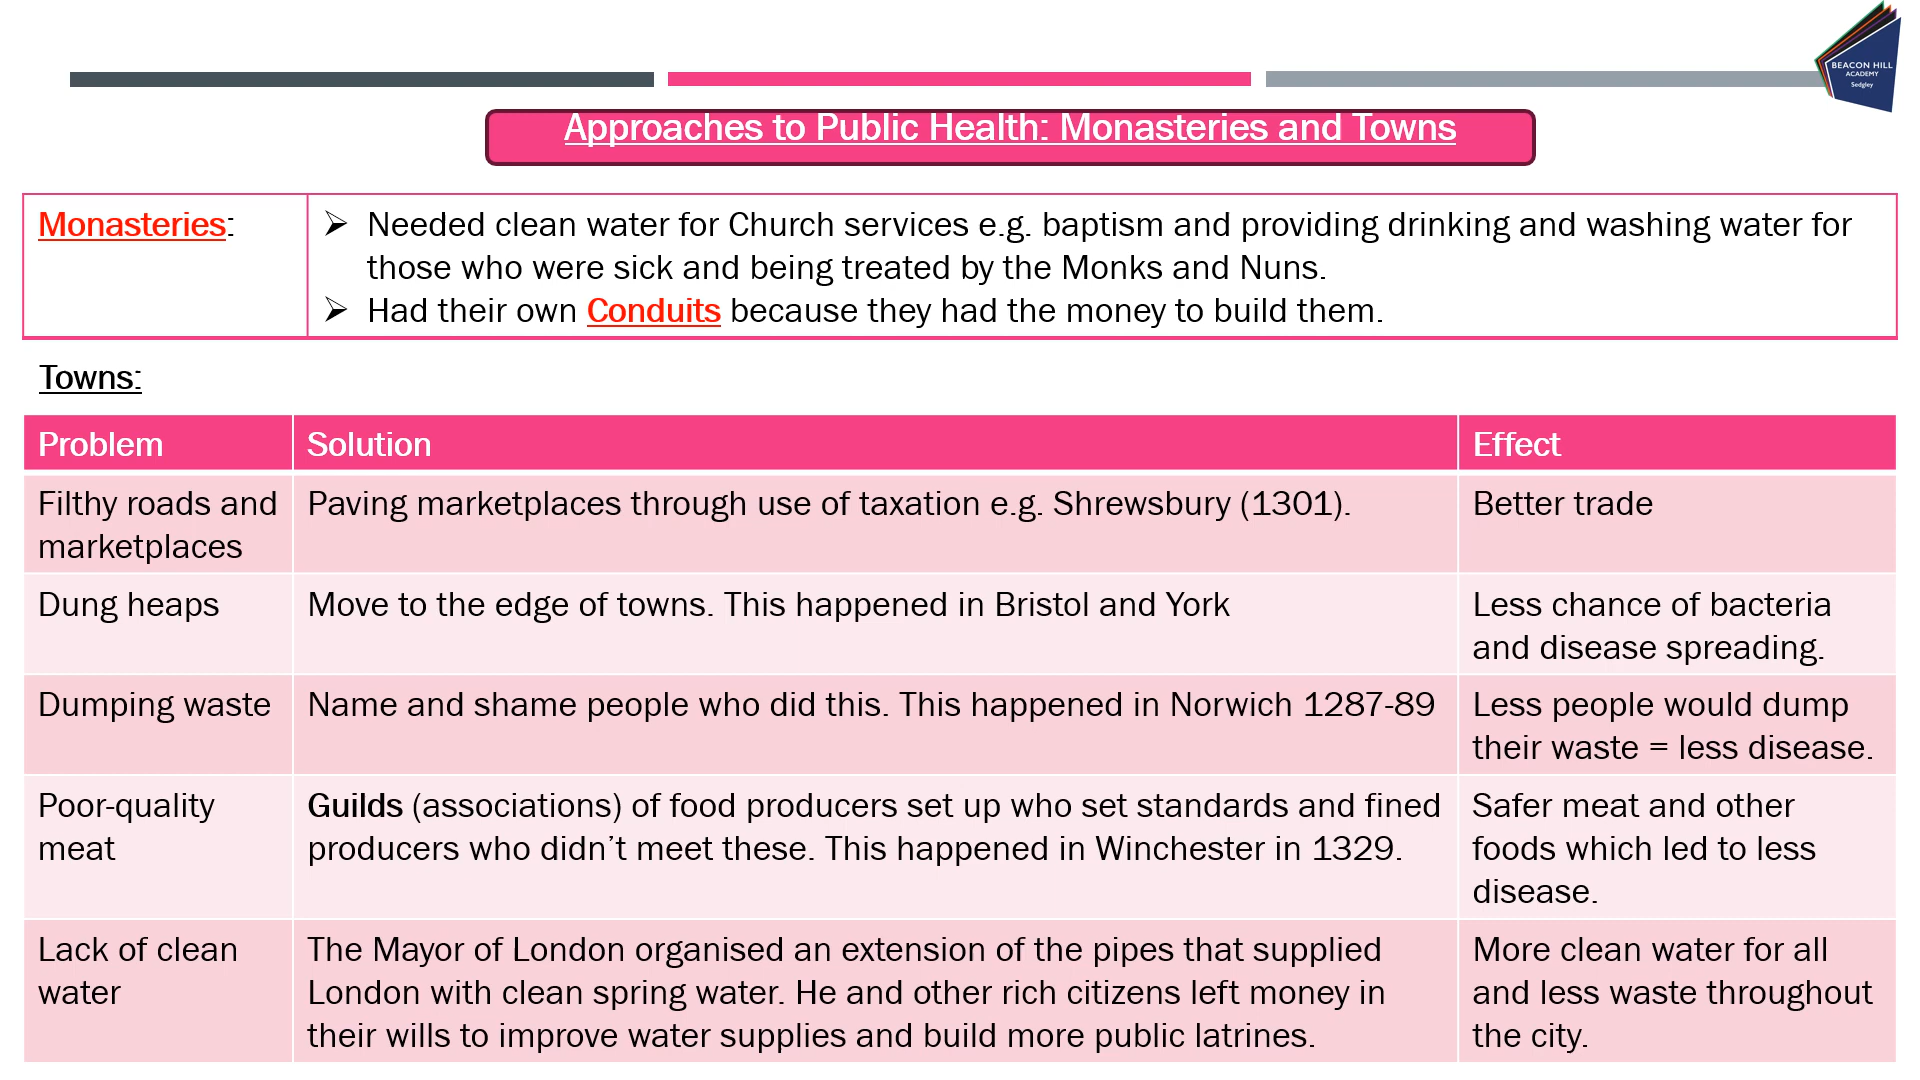 BEACON HILL
ACADEMY
Sedgley
Approaches to Public Health: Monasteries and Towns
Monasteries:
➢ Needed clean water for Church services e.g. baptism and providing drinking and washing water for
those who were sick and being treated by the Monks and Nuns.
➢ Had their own Conduits because they had the money to build them.
Towns:
Problem
Solution
Effect
Filthy roads and
marketplaces
Paving marketplaces through use of taxation e.g. Shrewsbury (1301).
Better trade
Dung heaps
Move to the edge of towns. This happened in Bristol and York
Less chance of bacteria
and disease spreading.
Dumping waste
Name and shame people who did this. This happened in Norwich 1287-89
Less people would dump
their waste = less disease.
Poor-quality
meat
Guilds (associations) of food producers set up who set standards and fined
producers who didn’t meet these. This happened in Winchester in 1329.
Safer meat and other
foods which led to less
disease.
Lack of clean
water
The Mayor of London organised an extension of the pipes that supplied
London with clean spring water. He and other rich citizens left money in
their wills to improve water supplies and build more public latrines.
More clean water for all
and less waste throughout
the city.